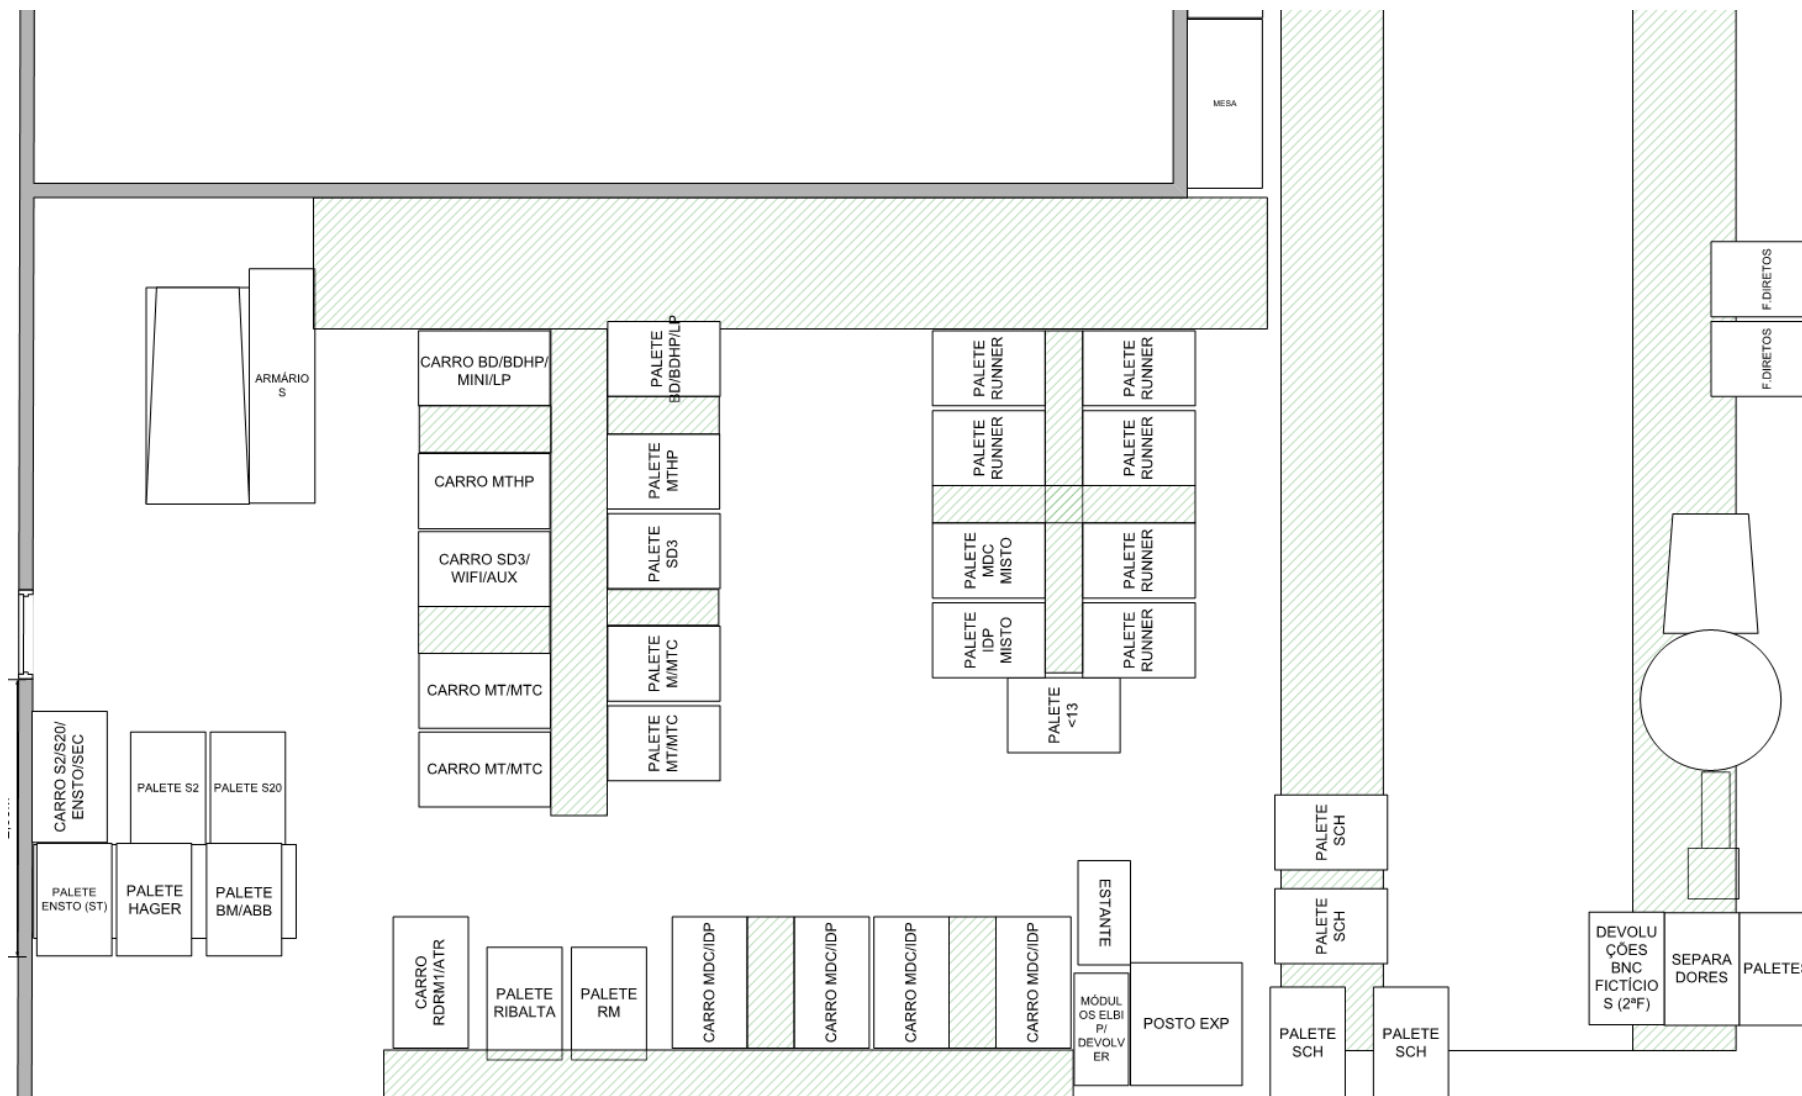 MESA
F.DIRETOS
F.DIRETOS
ARMÁRIO
S
CARRO BD/BDHP/
MINI/LP
PALETE
BD/BDHP/LP
PALETE
RUNNER
PALETE
RUNNER
PALETE
RUNNER
PALETE
RUNNER
CARRO MTHP
PALETE
MTHP
CARRO SD3/
WIFI/AUX
PALETE
SD3
PALETE
MDC
MISTO
PALETE
RUNNER
CARRO MT/MTC
PALETE
M/MTC
PALETE
IDP
MISTO
PALETE
RUNNER
CARRO MT/MTC
PALETE
MT/MTC
PALETE
<13
CARRO S2/S20/
ENSTO/SEC
PALETE S2
PALETE S20
PALETE
ENSTO (ST)
PALETE
HAGER
PALETE
BM/ABB
PALETE
SCH
PALETE
SCH
CARRO
RDRM1/ATR
PALETE
RIBALTA
PALETE
RM
CARRO MDC/IDP
CARRO MDC/IDP
CARRO MDC/IDP
CARRO MDC/IDP
ESTANTE
MÓDUL
OS ELBI
P/
DEVOLV
ER
POSTO EXP
PALETE
SCH
PALETE
SCH
DEVOLU
ÇÕES
BNC
FICTÍCIO
S (2ªF)
SEPARA
DORES
PALETES